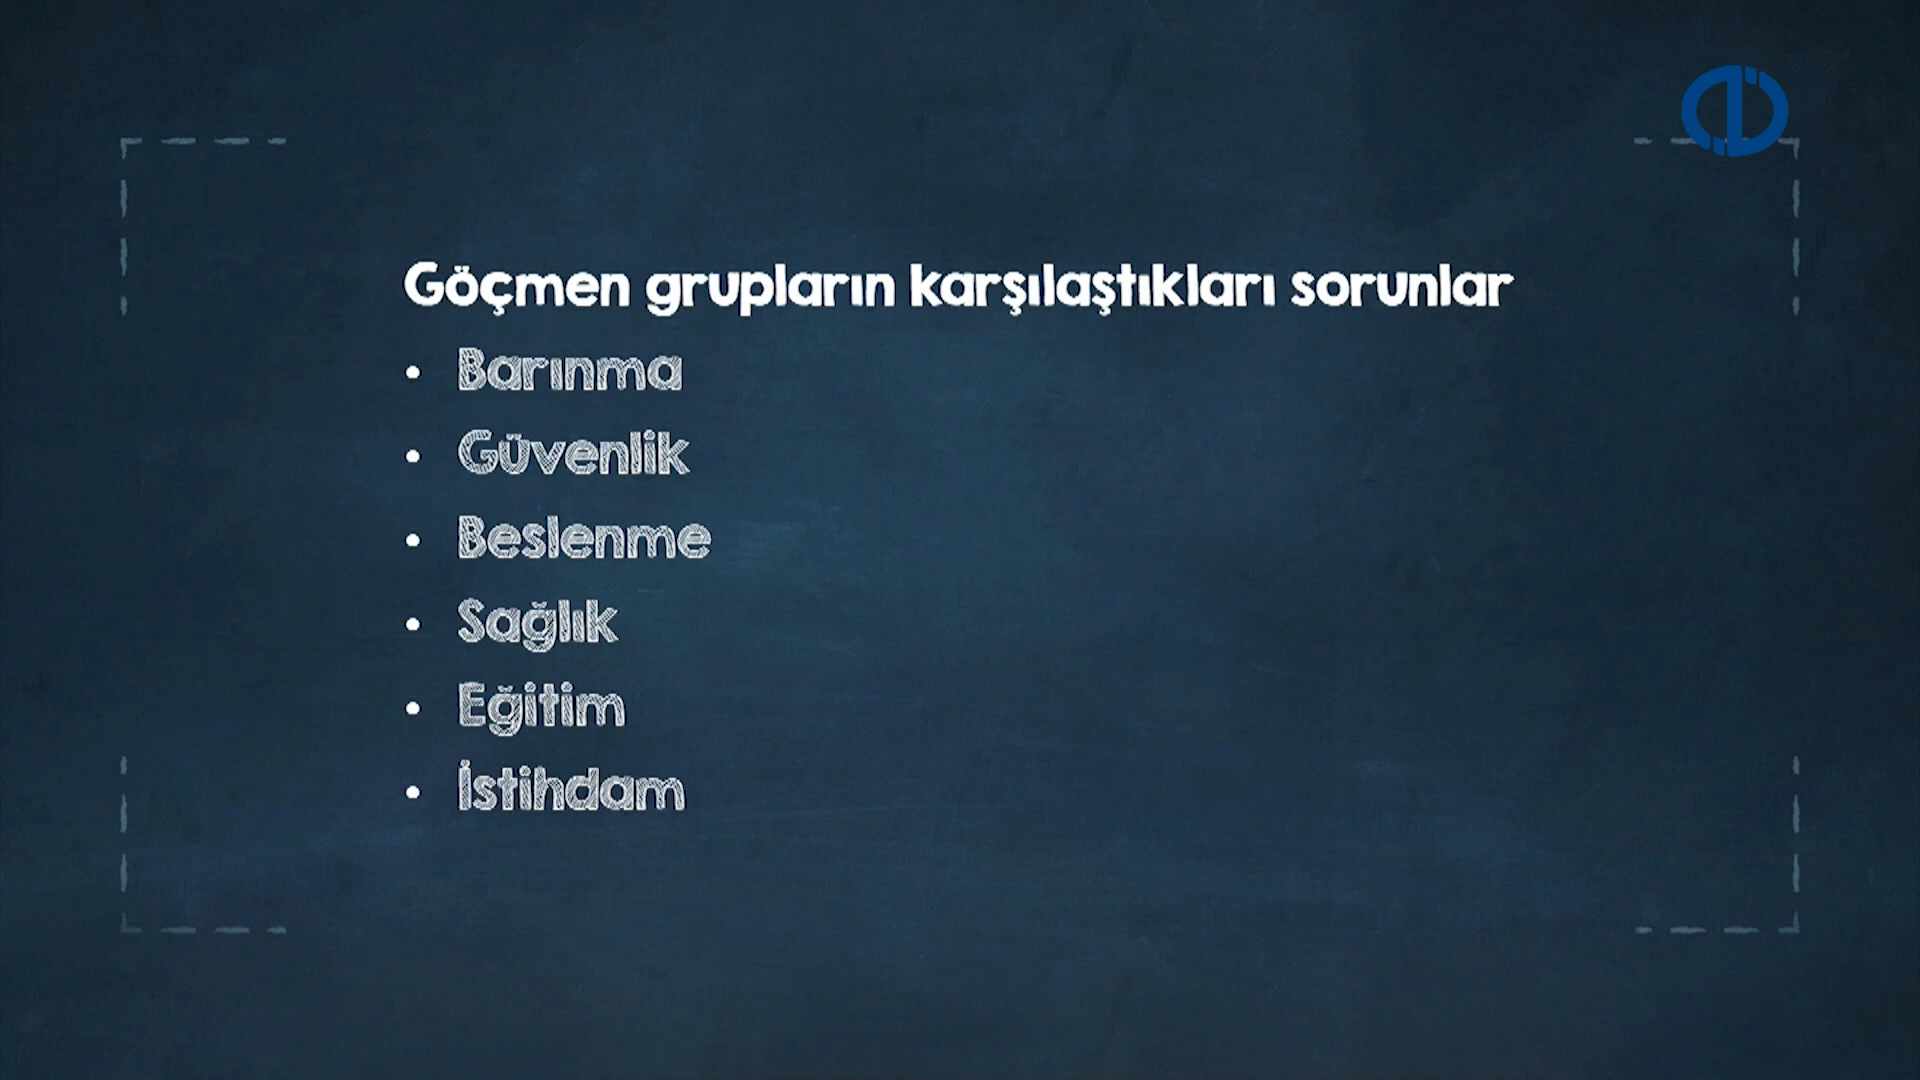 Göçmen grupların karşılaştıkları sorunlar
• Barınma
• Güvenlik
• Beslenme
• Sağlık
• Eğitim
• İstihdam